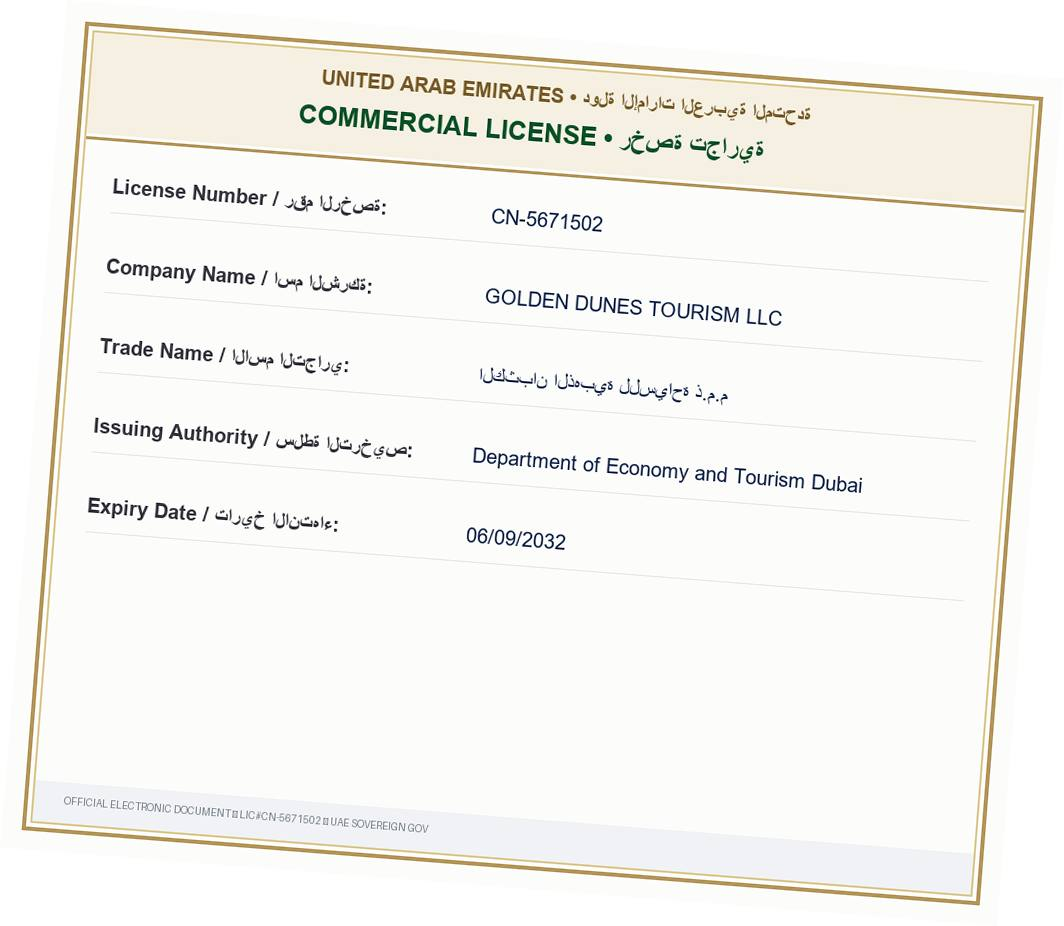 UNITED ARAB EMIRATES • دولة الإمارات العربية المتحدة
COMMERCIAL LICENSE • رخصة تجارية
License Number / رقم الرخصة: CN-5671502
Company Name / اسم الشركة: GOLDEN DUNES TOURISM LLC
Trade Name / الاسم التجاري: الكثبان الذهبية للسياحة ذ.م.م
Issuing Authority / سلطة الترخيص: Department of Economy and Tourism Dubai
Expiry Date / تاريخ الانتهاء: 06/09/2032
OFFICIAL ELECTRONIC DOCUMENT LIC#CN-5671502 UAE SOVEREIGN GOV